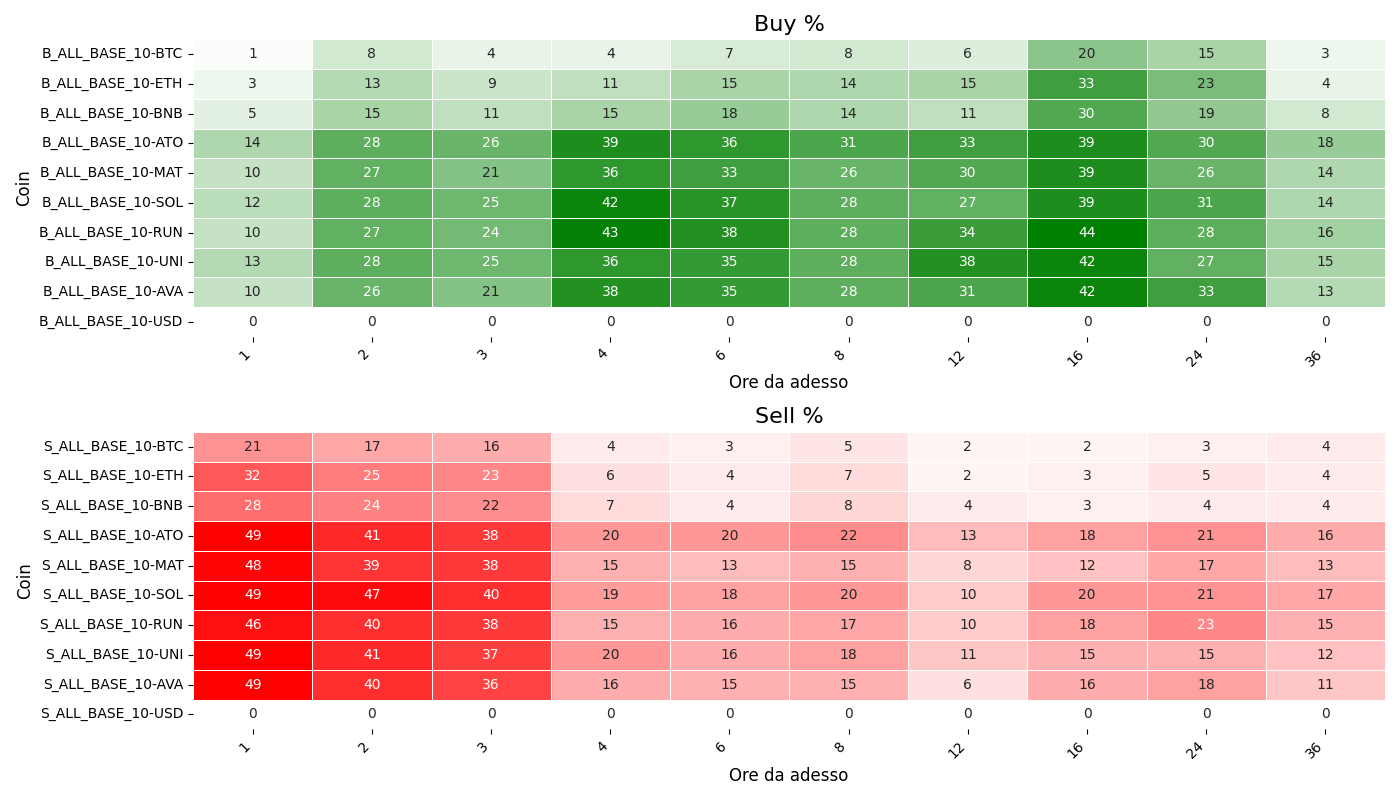 Buy %
Coin
B_ALL_BASE_10-BTC 1 8 4 4 7 8 6 20 15 3
B_ALL_BASE_10-ETH 3 13 9 11 15 14 15 33 23 4
B_ALL_BASE_10-BNB 5 15 11 15 18 14 11 30 19 8
B_ALL_BASE_10-ATO 14 28 26 39 36 31 33 39 30 18
B_ALL_BASE_10-MAT 10 27 21 36 33 26 30 39 26 14
B_ALL_BASE_10-SOL 12 28 25 42 37 28 27 39 31 14
B_ALL_BASE_10-RUN 10 27 24 43 38 28 34 44 28 16
B_ALL_BASE_10-UNI 13 28 25 36 35 28 38 42 27 15
B_ALL_BASE_10-AVA 10 26 21 38 35 28 31 42 33 13
B_ALL_BASE_10-USD 0 0 0 0 0 0 0 0 0 0
1 2 3 4 6 8 12 16 24 36
Ore da adesso
Sell %
Coin
S_ALL_BASE_10-BTC 21 17 16 4 3 5 2 2 3 4
S_ALL_BASE_10-ETH 32 25 23 6 4 7 2 3 5 4
S_ALL_BASE_10-BNB 28 24 22 7 4 8 4 3 4 4
S_ALL_BASE_10-ATO 49 41 38 20 20 22 13 18 21 16
S_ALL_BASE_10-MAT 48 39 38 15 13 15 8 12 17 13
S_ALL_BASE_10-SOL 49 47 40 19 18 20 10 20 21 17
S_ALL_BASE_10-RUN 46 40 38 15 16 17 10 18 23 15
S_ALL_BASE_10-UNI 49 41 37 20 16 18 11 15 15 12
S_ALL_BASE_10-AVA 49 40 36 16 15 15 6 16 18 11
S_ALL_BASE_10-USD 0 0 0 0 0 0 0 0 0 0
1 2 3 4 6 8 12 16 24 36
Ore da adesso